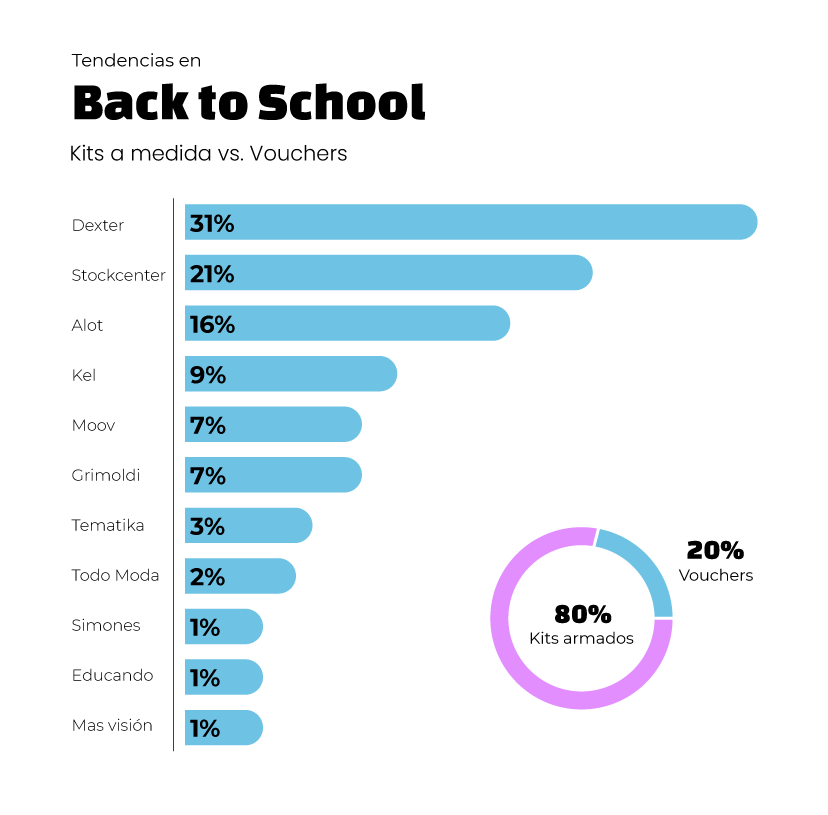 Tendencias en
Back to School
Kits a medida vs. Vouchers
Dexter 31%
Stockcenter 21%
Alot 16%
Kel 9%
Moov 7%
Grimoldi 7%
Tematika 3%
Todo Moda 2%
Simones 1%
Educando 1%
Mas visión 1%
20%
Vouchers
80%
Kits armados